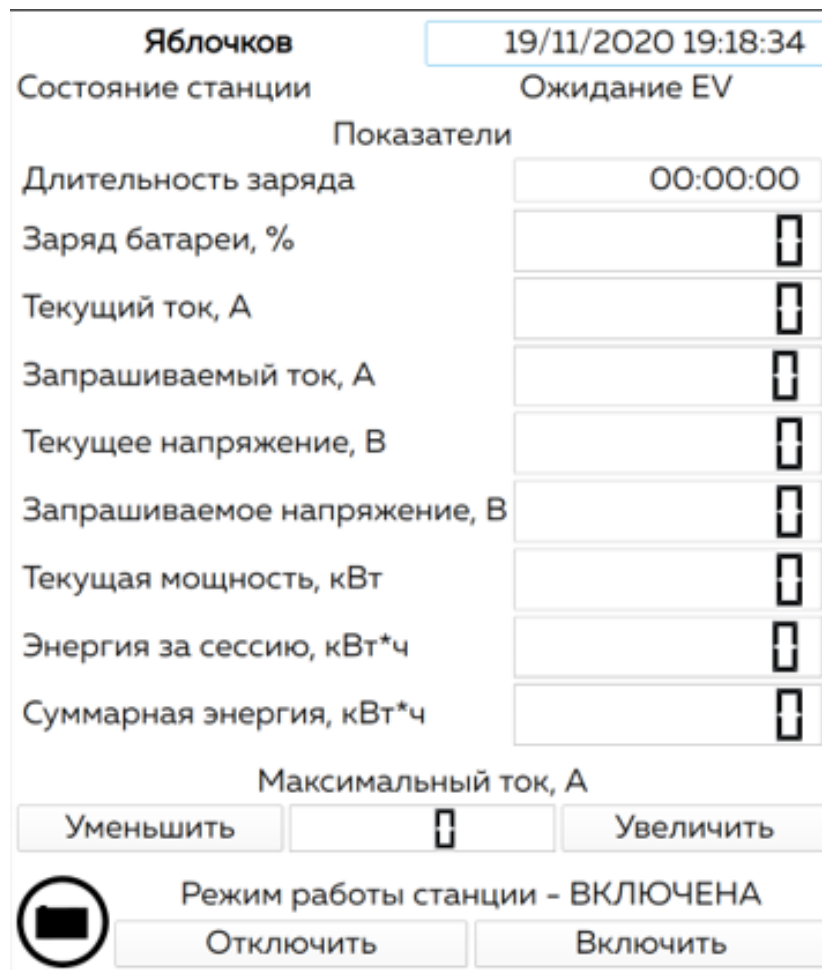 Яблочков 19/11/2020 19:18:34
Состояние станции Ожидание EV
Показатели
Длительность заряда 00:00:00
Заряд батареи, % 0
Текущий ток, А 0
Запрашиваемый ток, А 0
Текущее напряжение, В 0
Запрашиваемое напряжение, В 0
Текущая мощность, кВт 0
Энергия за сессию, кВт*ч 0
Суммарная энергия, кВт*ч 0
Максимальный ток, А
Уменьшить 0 Увеличить
Режим работы станции - ВКЛЮЧЕНА
Отключить Включить